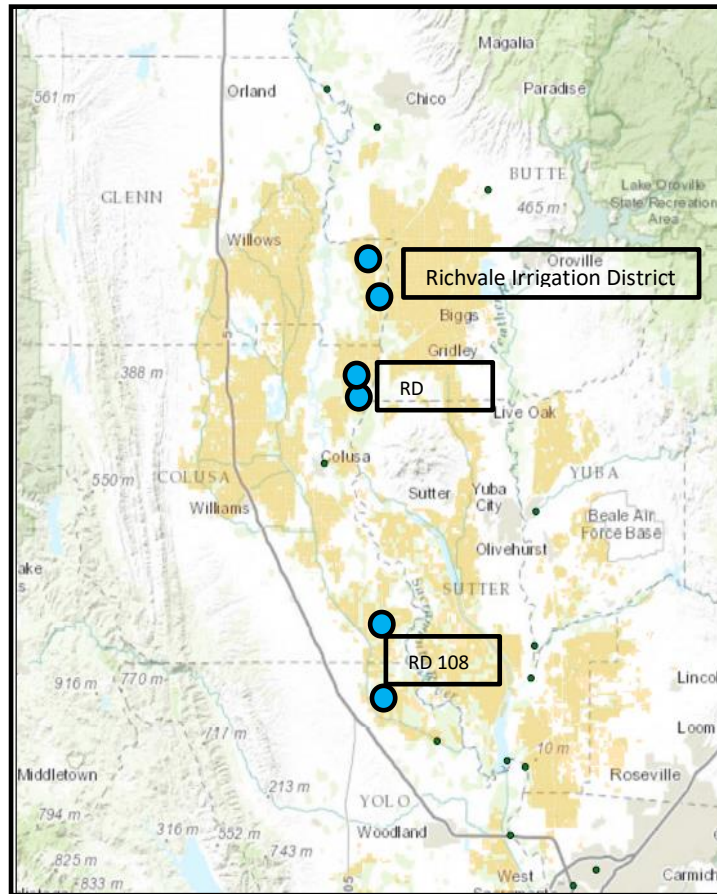 Magalia
561 m
Orland
Chico
Paradise
GLENN
BUTTE
465 m
Lake Oroville
State Recreation
Area
Willows
Oroville
Richvale Irrigation District
Biggs
Gridley
5
388 m
RD
Live Oak
550 m
Colusa
COLUSA
YUBA
Williams
Sutter
Yuba
City
Beale Air
Force Base
Olivehurst
SUTTER
RD 108
916 m
770 m
Lincol
717 m
Loom
10 m
Middletown
213 m
Roseville
794 m
YOLO
316 m
552 m
743 m
Woodland
825 m
833 m
West
Carmich